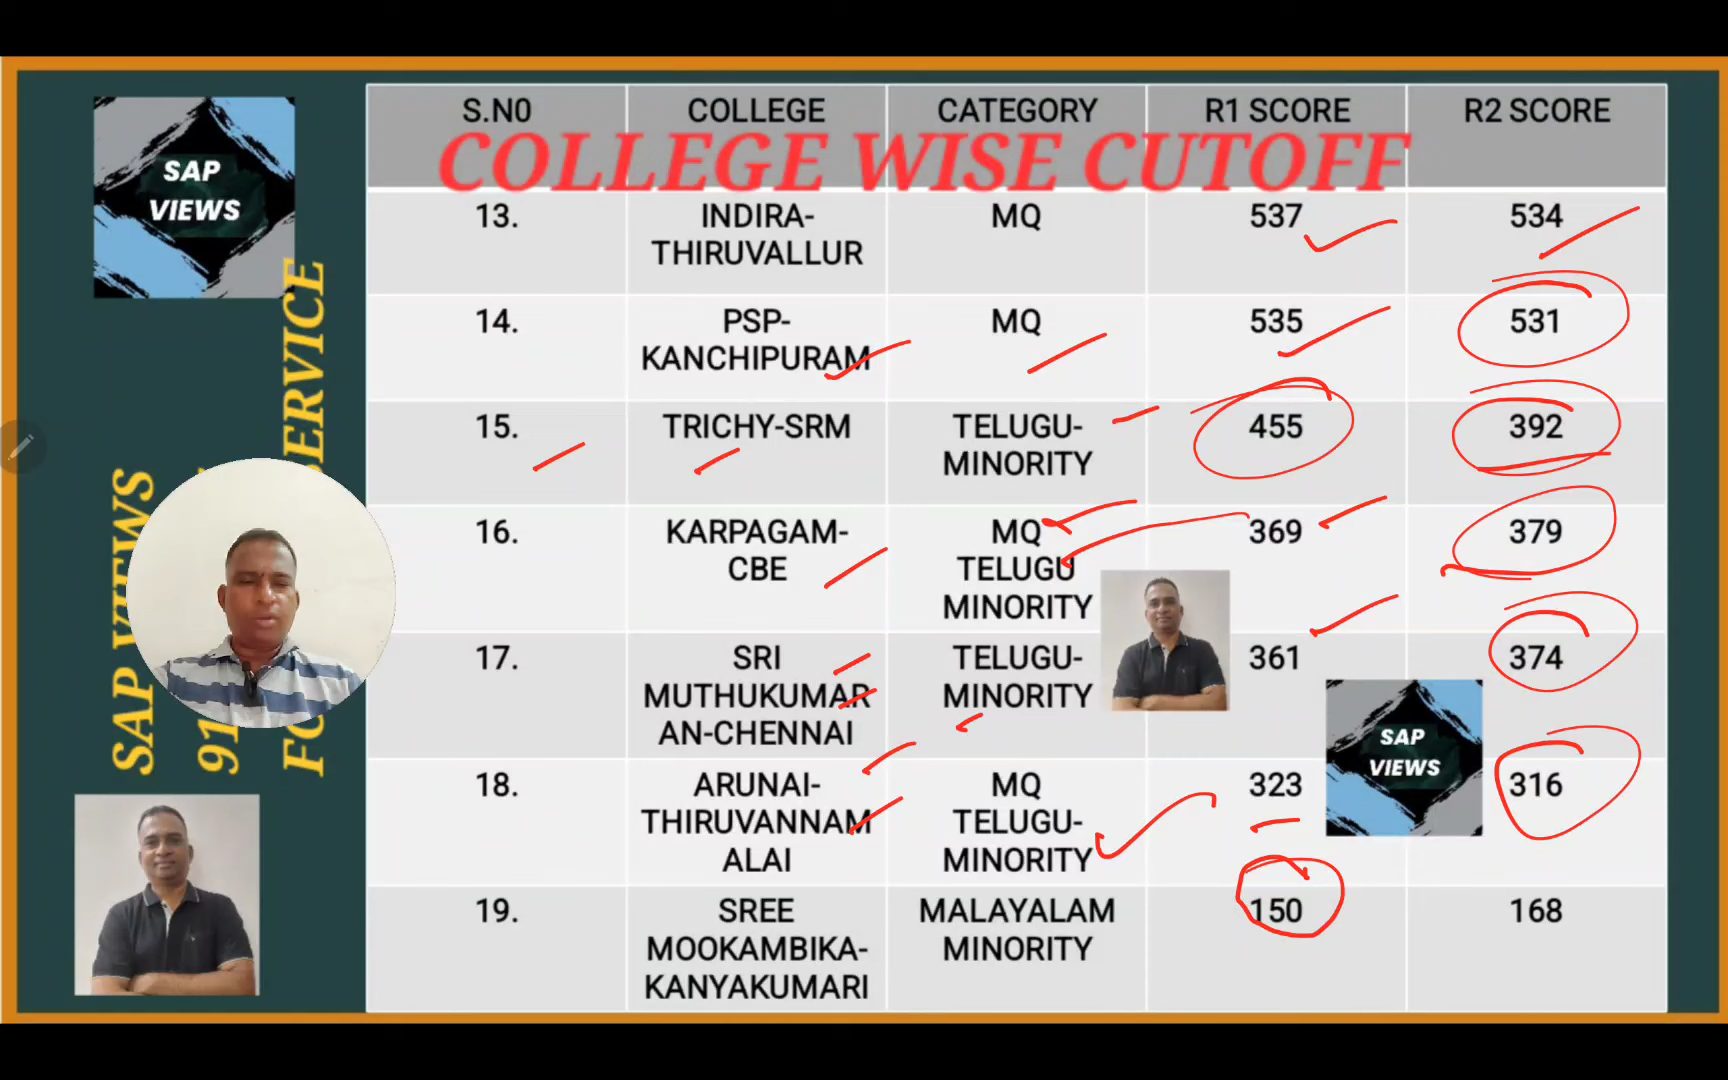 SAP
VIEWS
SAP VIEWS
91
SERVICE
S.N0 COLLEGE CATEGORY R1 SCORE R2 SCORE
COLLEGE WISE CUTOFF
13. INDIRA- MQ 537 534
THIRUVALLUR
14. PSP- MQ 535 531
KANCHIPURAM
15. TRICHY-SRM TELUGU- 455 392
MINORITY
16. KARPAGAM- MQ 369 379
CBE TELUGU
MINORITY
17. SRI TELUGU- 361 374
MUTHUKUMAR MINORITY
AN-CHENNAI
SAP
VIEWS
18. ARUNAI- MQ 323 316
THIRUVANNAM TELUGU-
ALAI MINORITY
19. SREE MALAYALAM 150 168
MOOKAMBIKA- MINORITY
KANYAKUMARI